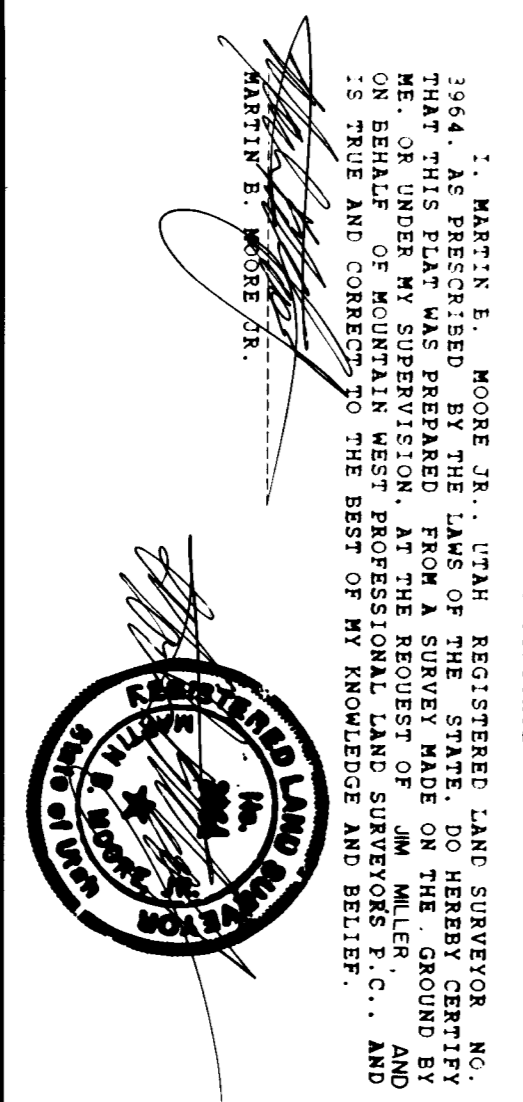 I. MARTIN B. MOORE JR., UTAH REGISTERED LAND SURVEYOR NO.
3964, AS PRESCRIBED BY THE LAWS OF THE STATE, DO HEREBY CERTIFY
THAT THIS PLAT WAS PREPARED FROM A SURVEY MADE ON THE GROUND BY
ME, OR UNDER MY SUPERVISION, AT THE REQUEST OF JIM MILLER, AND
ON BEHALF OF MOUNTAIN WEST PROFESSIONAL LAND SURVEYOR'S P.C., AND
IS TRUE AND CORRECT TO THE BEST OF MY KNOWLEDGE AND BELIEF.
MARTIN B. MOORE JR.
REGISTERED LAND SURVEYOR
No.
3964
MARTIN B. MOORE, JR.
State of Utah